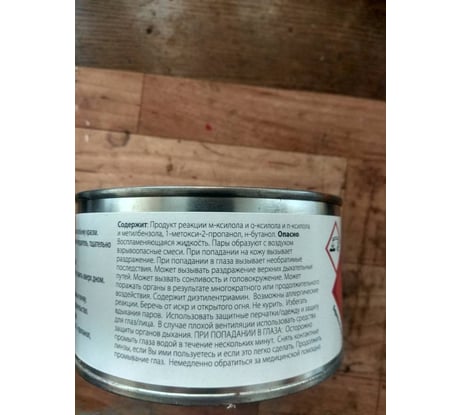 Содержит: Продукт реакции м-ксилола и о-ксилола и п-ксилола
и метилбензола, 1-метокси-2-пропанол, н-бутанол. Опасно
Воспламеняющаяся жидкость. Пары образуют с воздухом
взрывоопасные смеси. При попадании на кожу вызывает
раздражение. При попадании в глаза вызывает необратимые
последствия. Может вызывать раздражение верхних дыхательных
путей. Может вызвать сонливость и головокружение. Может
поражать органы в результате многократного или продолжительного
воздействия. Содержит диэтилентриамин. Возможны аллергические
реакции. Беречь от искр и открытого огня. Не курить. Избегать
вдыхания паров. Использовать защитные перчатки/одежду и защиту
для глаз/лица. В случае плохой вентиляции использовать средства
защиты органов дыхания. ПРИ ПОПАДАНИИ В ГЛАЗА: Осторожно
промыть глаза водой в течение нескольких минут. Снять контактные
линзы, если Вы ими пользуетесь и если это легко сделать. Продолжать
промывание глаз. Немедленно обратиться за медицинской помощью